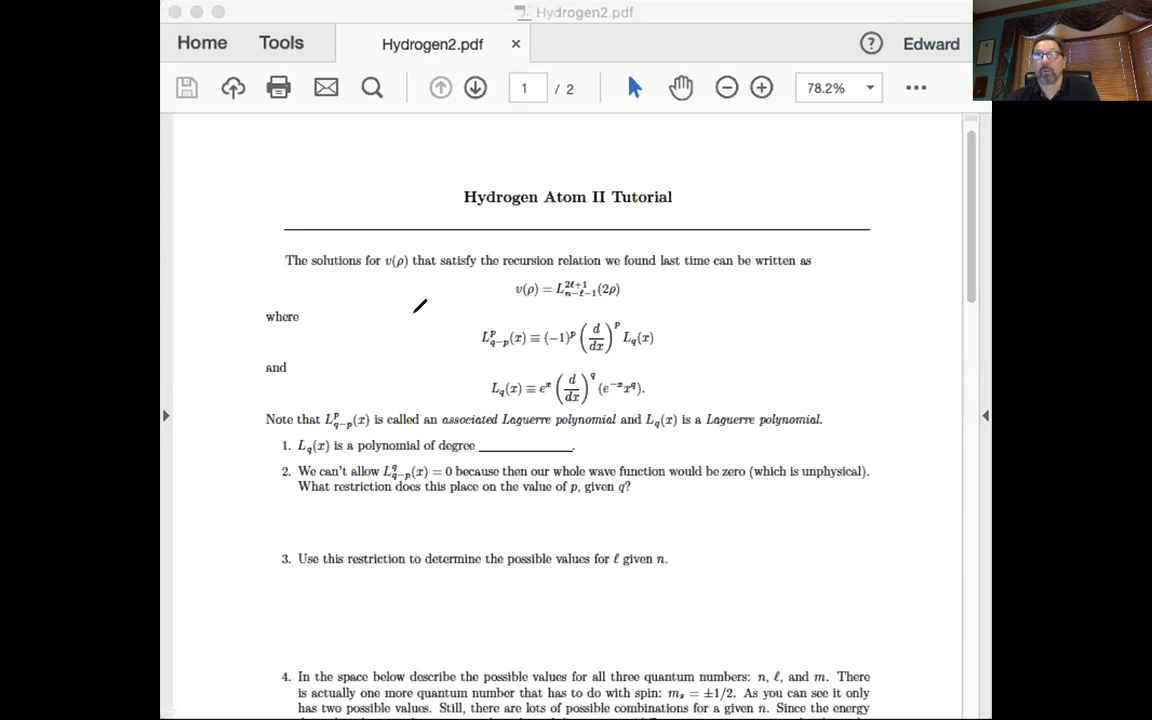 Hydrogen2.pdf
Home Tools Hydrogen2.pdf × ? Edward
1 / 2 78.2%
Hydrogen Atom II Tutorial
The solutions for v(ρ) that satisfy the recursion relation we found last time can be written as
v(ρ) = L^{2ℓ+1}_{n−ℓ−1}(2ρ)
where
L^p_{q−p}(x) ≡ (−1)^p (d/dx)^p L_q(x)
and
L_q(x) ≡ e^x (d/dx)^q (e^{−x}x^q).
Note that L^p_{q−p}(x) is called an associated Laguerre polynomial and L_q(x) is a Laguerre polynomial.
1. L_q(x) is a polynomial of degree ____________.
2. We can't allow L^q_{q−p}(x) = 0 because then our whole wave function would be zero (which is unphysical).
What restriction does this place on the value of p, given q?
3. Use this restriction to determine the possible values for ℓ given n.
4. In the space below describe the possible values for all three quantum numbers: n, ℓ, and m. There
is actually one more quantum number that has to do with spin: m_s = ±1/2. As you can see it only
has two possible values. Still, there are lots of possible combinations for a given n. Since the energy